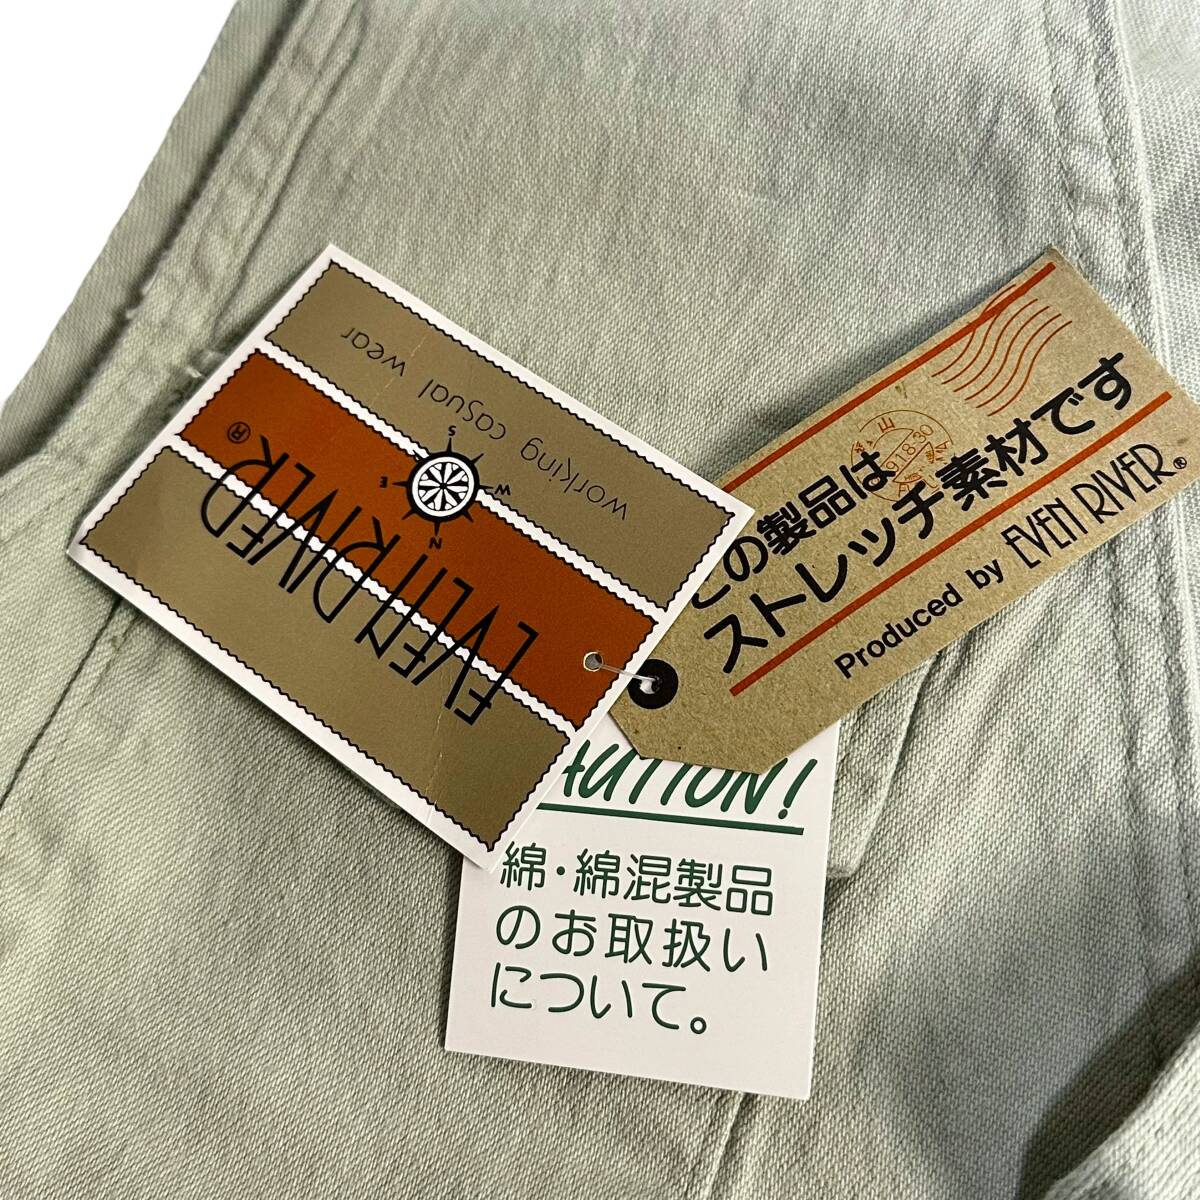 EVEN RIVER®
working casual wear
S
E
W
N
この製品は
ストレッチ素材です
Produced by EVEN RIVER®
AUTION!
綿・綿混製品
のお取扱い
について。